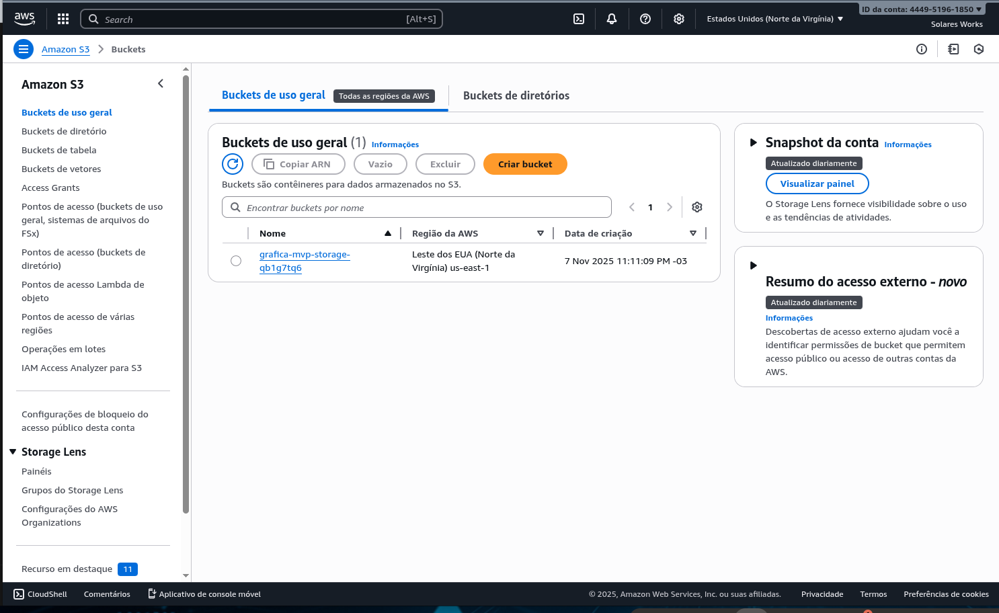 aws
Search [Alt+S]
Estados Unidos (Norte da Virgínia)
ID da conta: 4449-5196-1850
Solares Works
Amazon S3 Buckets
Amazon S3
Buckets de uso geral
Buckets de diretório
Buckets de tabela
Buckets de vetores
Access Grants
Pontos de acesso (buckets de uso
geral, sistemas de arquivos do
FSx)
Pontos de acesso (buckets de
diretório)
Pontos de acesso Lambda de
objeto
Pontos de acesso de várias
regiões
Operações em lotes
IAM Access Analyzer para S3
Configurações de bloqueio do
acesso público desta conta
Storage Lens
Painéis
Grupos do Storage Lens
Configurações do AWS
Organizations
Recurso em destaque 11
Buckets de uso geral Todas as regiões da AWS
Buckets de diretórios
Buckets de uso geral (1) Informações
Copiar ARN Vazio Excluir Criar bucket
Buckets são contêineres para dados armazenados no S3.
Encontrar buckets por nome 1
Nome Região da AWS Data de criação
grafica-mvp-storage-
qb1g7tq6
Leste dos EUA (Norte da
Virgínia) us-east-1
7 Nov 2025 11:11:09 PM -03
Snapshot da conta Informações
Atualizado diariamente
Visualizar painel
O Storage Lens fornece visibilidade sobre o uso
e as tendências de atividades.
Resumo do acesso externo - novo
Atualizado diariamente
Informações
Descobertas de acesso externo ajudam você a
identificar permissões de bucket que permitem
acesso público ou acesso de outras contas da
AWS.
CloudShell Comentários Aplicativo de console móvel
© 2025, Amazon Web Services, Inc. ou suas afiliadas. Privacidade Termos Preferências de cookies